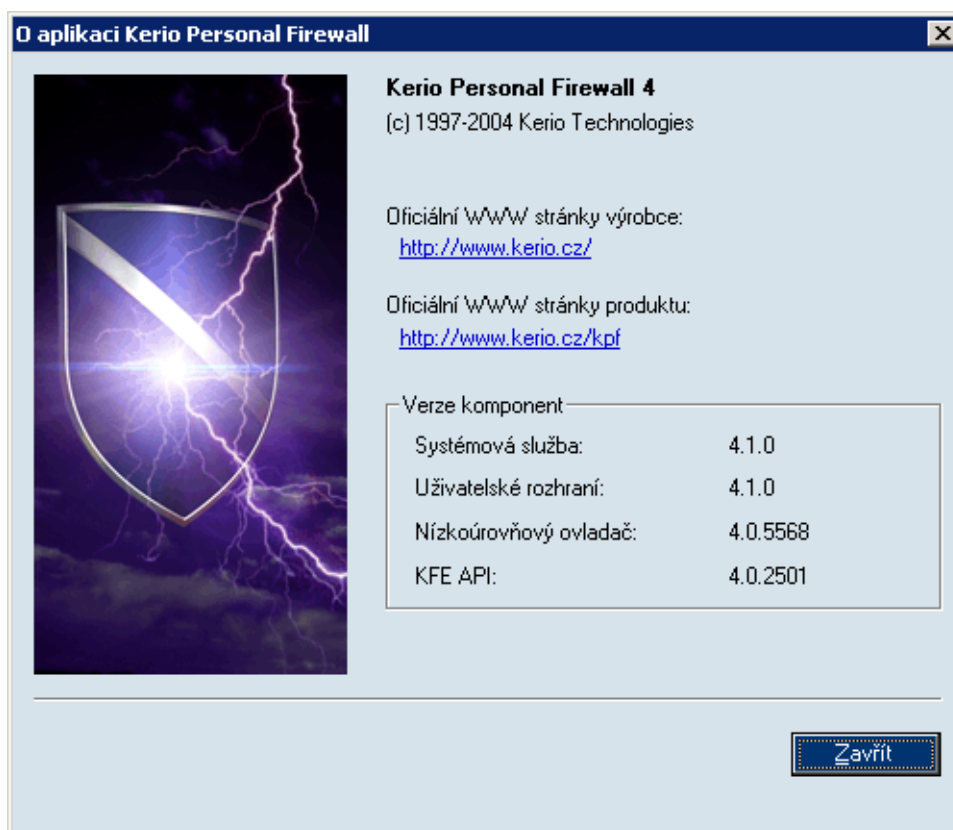 O aplikaci Kerio Personal Firewall
Kerio Personal Firewall 4
(c) 1997-2004 Kerio Technologies
Oficiální WWW stránky výrobce:
http://www.kerio.cz/
Oficiální WWW stránky produktu:
http://www.kerio.cz/kpf
Verze komponent
Systémová služba: 4.1.0
Uživatelské rozhraní: 4.1.0
Nízkoúrovňový ovladač: 4.0.5568
KFE API: 4.0.2501
Zavřít